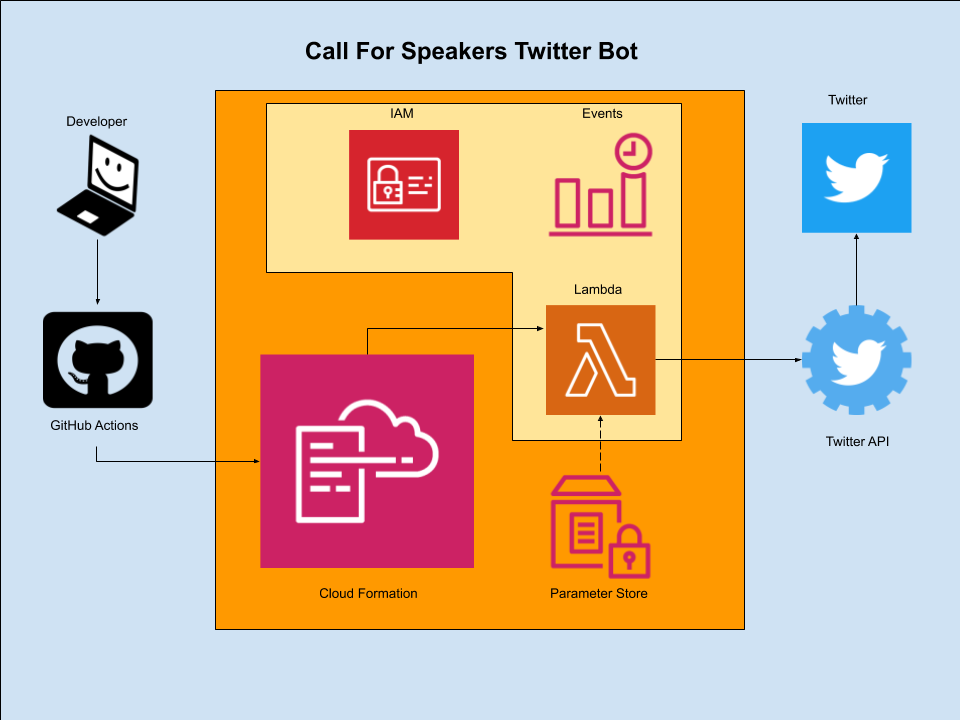 Call For Speakers Twitter Bot
Developer
IAM
Events
Twitter
Lambda
GitHub Actions
Twitter API
Cloud Formation
Parameter Store